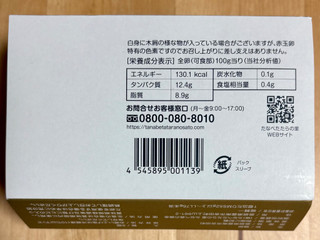 白身に木屑の様な物が入っている場合がございますが、赤玉卵
特有の色素ですのでお召し上がりに差し支えはありません。
[栄養成分表示] 全卵(可食部)100g当り(当社分析値)
エネルギー 130.1 kcal 炭水化物 0.1g
タンパク質 12.4g 食塩相当量 0.4g
脂質 8.9g
お問合せお客様窓口 (月〜金9:00〜17:00)
0800-080-8010
https://tanabetataranosato.com
たなべたたらの里
WEBサイト
4 545895 001139
紙
パック
スリーブ